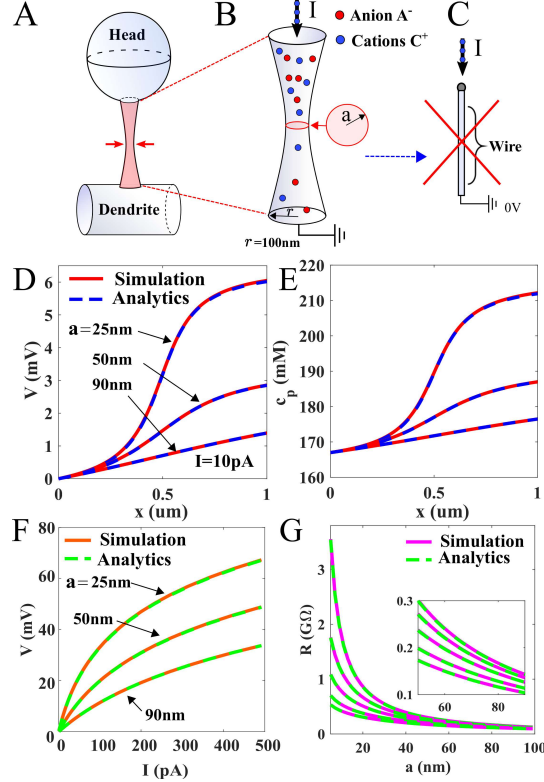 A
Head
Dendrite
B
I
Anion A-
Cations C+
a
r
r=100nm
C
I
Wire
0V
D
Simulation
Analytics
a=25nm
50nm
90nm
I=10pA
V (mV)
6
5
4
3
2
1
0
0 0.5 1
x (um)
E
cp (mM)
220
210
200
190
180
170
160
0 0.5 1
x (um)
F
Simulation
Analytics
a=25nm
50nm
90nm
V (mV)
80
60
40
20
0
0 100 200 300 400 500
I (pA)
G
Simulation
Analytics
R (GΩ)
3
2
1
0
20 40 60 80 100
a (nm)
0.3
0.2
0.1
60 80